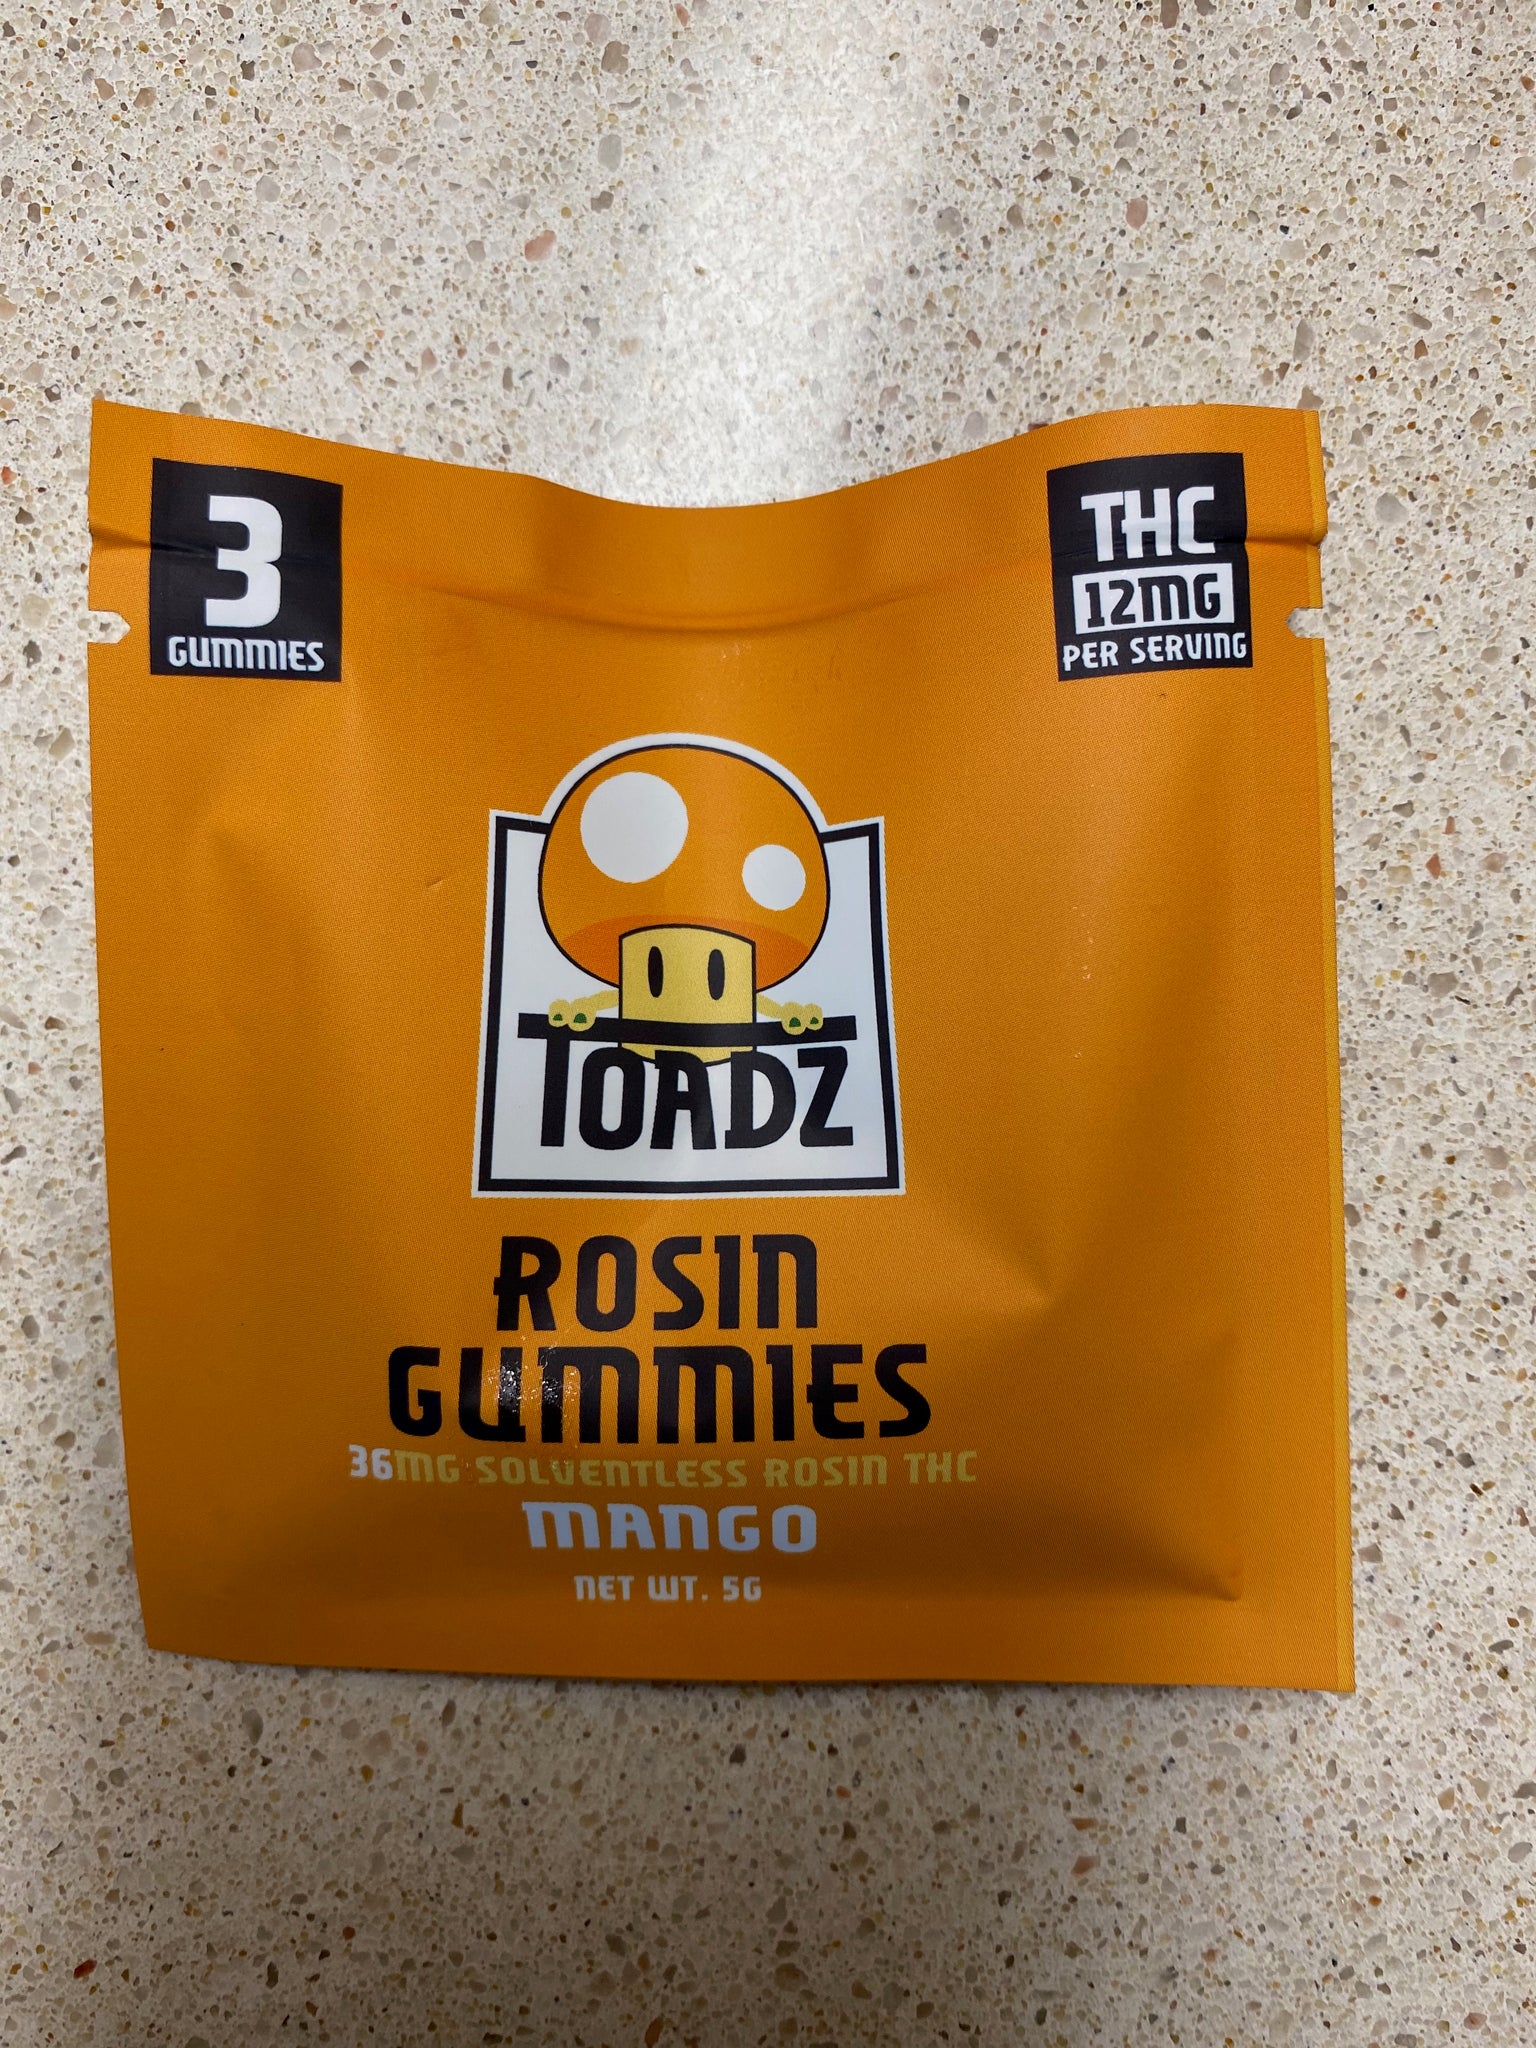 3
GUMMIES
THC
12MG
PER SERVING
TOADZ
ROSIN
GUMMIES
36MG SOLVENTLESS ROSIN THC
MANGO
NET WT. 5G